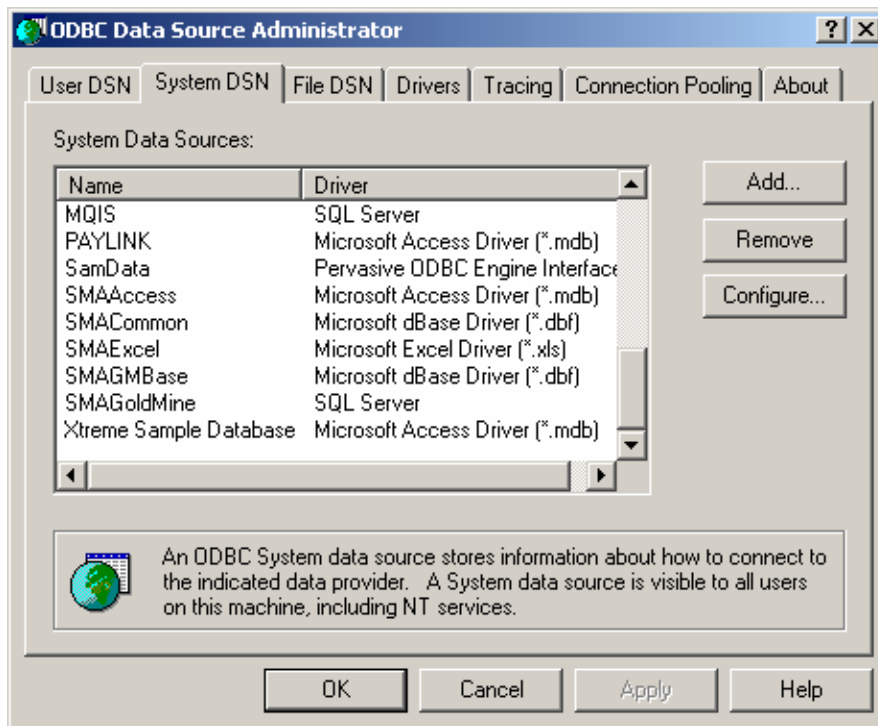 ODBC Data Source Administrator
User DSN System DSN File DSN Drivers Tracing Connection Pooling About
System Data Sources:
Name Driver
MQIS SQL Server
PAYLINK Microsoft Access Driver (*.mdb)
SamData Pervasive ODBC Engine Interface
SMAAccess Microsoft Access Driver (*.mdb)
SMACommon Microsoft dBase Driver (*.dbf)
SMAExcel Microsoft Excel Driver (*.xls)
SMAGMBase Microsoft dBase Driver (*.dbf)
SMAGoldMine SQL Server
Xtreme Sample Database Microsoft Access Driver (*.mdb)
Add...
Remove
Configure...
An ODBC System data source stores information about how to connect to
the indicated data provider. A System data source is visible to all users
on this machine, including NT services.
OK Cancel Apply Help